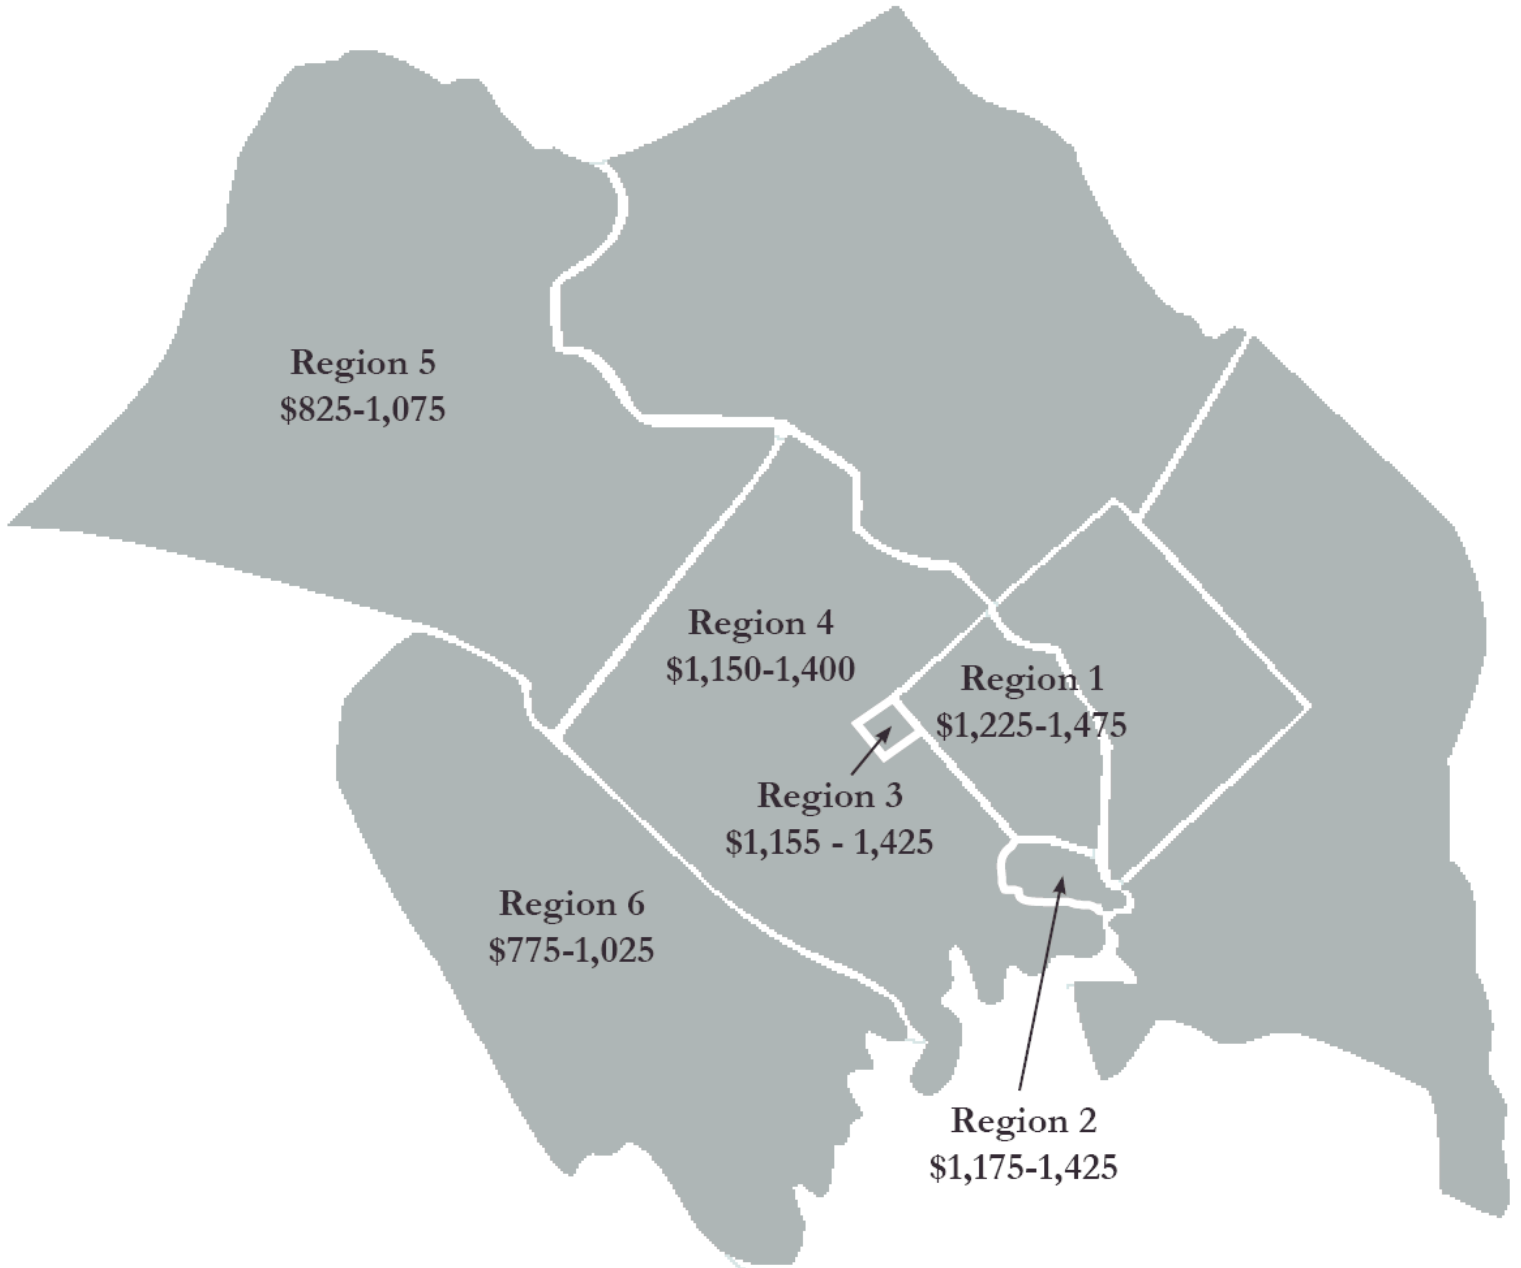 Region 5
$825-1,075
Region 4
$1,150-1,400
Region 1
$1,225-1,475
Region 3
$1,155 - 1,425
Region 6
$775-1,025
Region 2
$1,175-1,425